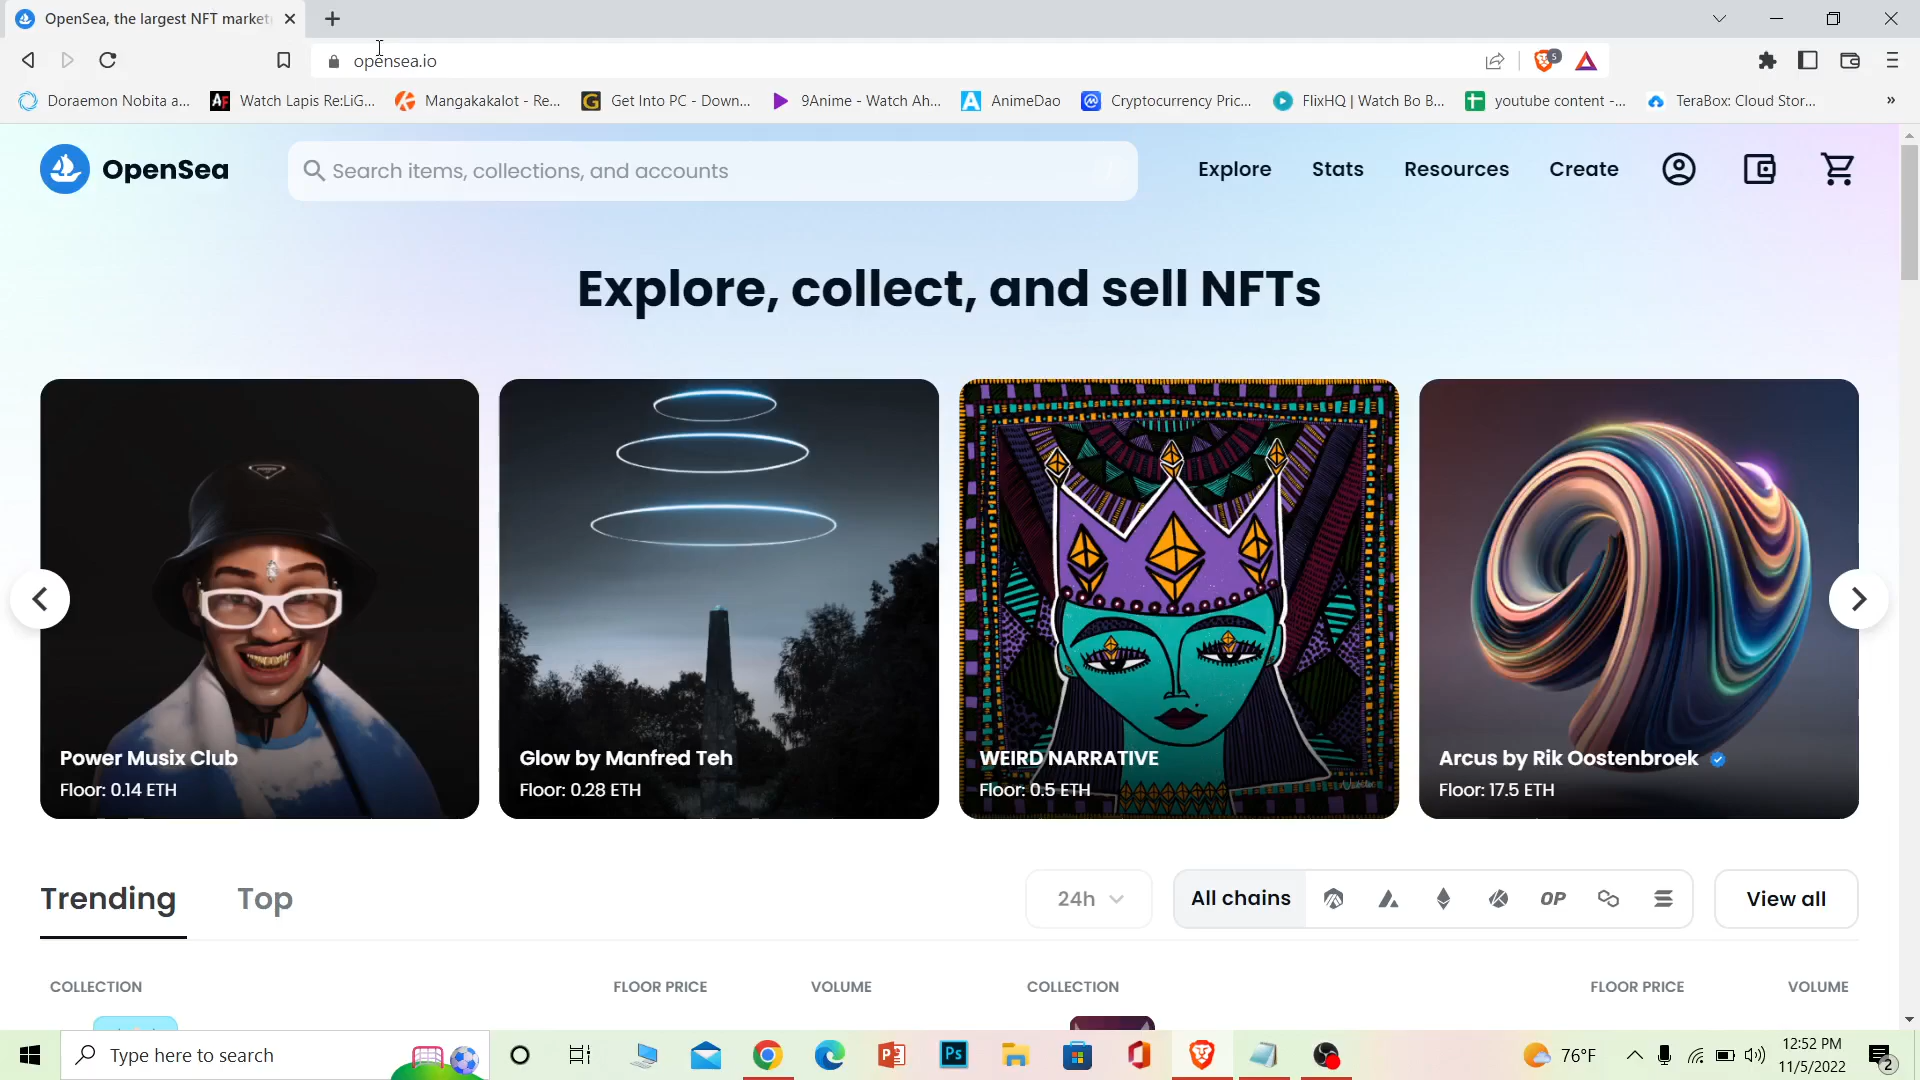 OpenSea, the largest NFT market
opensea.io
5
Doraemon Nobita a... Watch Lapis Re:LiG... Mangakakalot - Re... Get Into PC - Down... 9Anime - Watch Ah... AnimeDao Cryptocurrency Pric... FlixHQ | Watch Bo B... youtube content -... TeraBox: Cloud Stor... »
OpenSea
Search items, collections, and accounts
/
Explore Stats Resources Create
Explore, collect, and sell NFTs
Power Musix Club
Floor: 0.14 ETH
Glow by Manfred Teh
Floor: 0.28 ETH
WEIRD NARRATIVE
Floor: 0.5 ETH
Arcus by Rik Oostenbroek
Floor: 17.5 ETH
Trending Top
24h All chains OP View all
COLLECTION FLOOR PRICE VOLUME COLLECTION FLOOR PRICE VOLUME
Type here to search
Ps
76°F
12:52 PM
11/5/2022
2